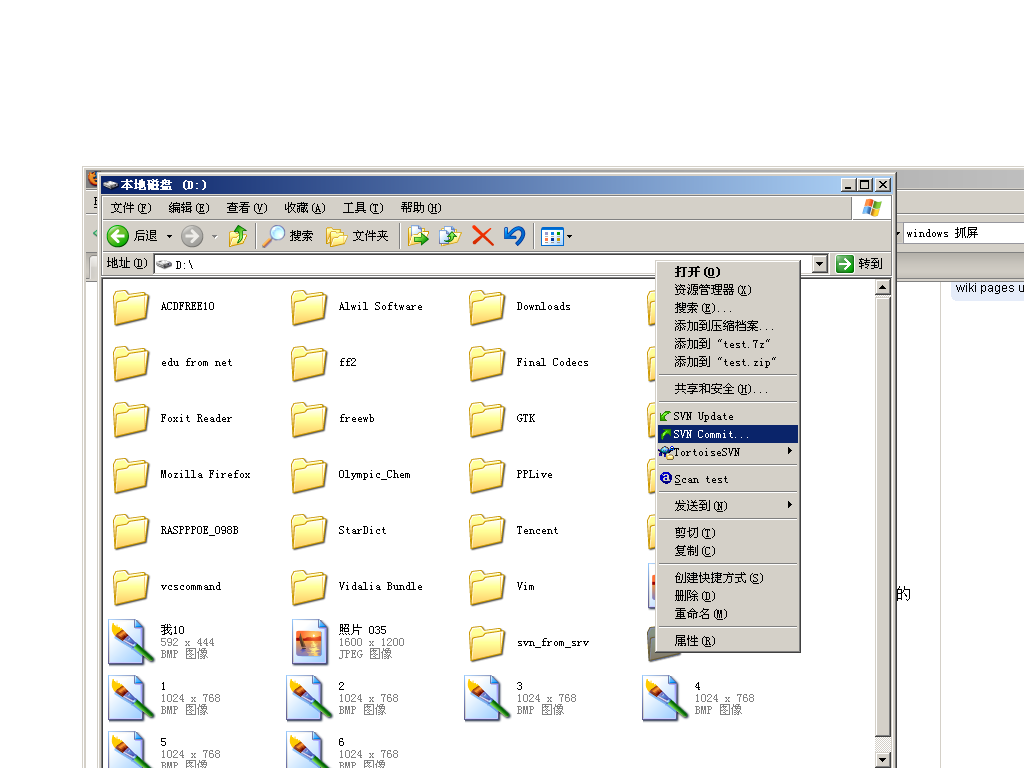 本地磁盘 (D:)
文件(F) 编辑(E) 查看(V) 收藏(A) 工具(T) 帮助(H)
windows 抓屏
后退 搜索 文件夹
地址(D) D:\ 转到
wiki pages u
ACDFREE10 Alwil Software Downloads
edu from net ff2 Final Codecs
Foxit Reader freewb GTK
Mozilla Firefox Olympic_Chem PPLive
RASPPPOE_098B StarDict Tencent
vcscommand Vidalia Bundle Vim
我10
592 x 444
BMP 图像
照片 035
1600 x 1200
JPEG 图像
svn_from_srv
1
1024 x 768
BMP 图像
2
1024 x 768
BMP 图像
3
1024 x 768
BMP 图像
4
1024 x 768
BMP 图像
5
1024 x 768
BMP 图像
6
1024 x 768
BMP 图像
打开(O)
资源管理器(X)
搜索(E)...
添加到压缩档案...
添加到 "test.7z"
添加到 "test.zip"
共享和安全(H)...
SVN Update
SVN Commit...
TortoiseSVN
Scan test
发送到(N)
剪切(T)
复制(C)
创建快捷方式(S)
删除(D)
重命名(M)
属性(R)
的